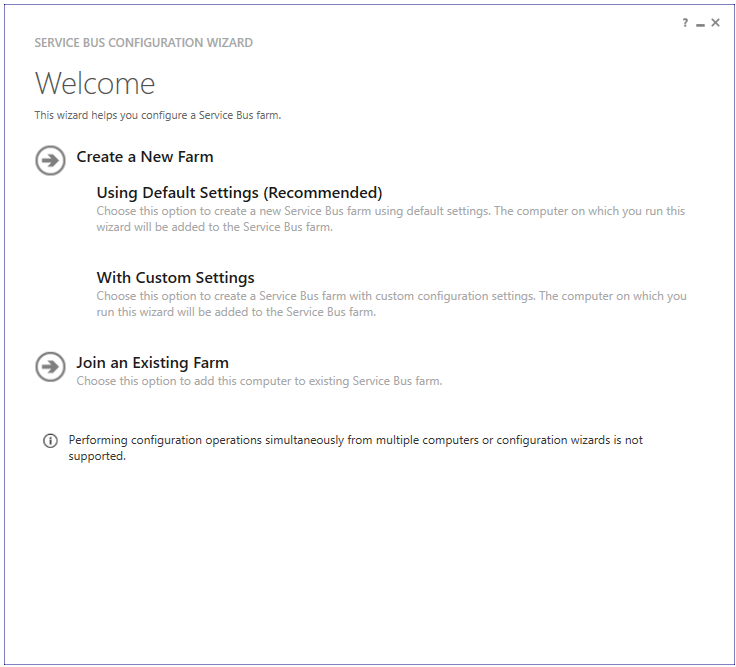 ?
SERVICE BUS CONFIGURATION WIZARD
Welcome
This wizard helps you configure a Service Bus farm.
Create a New Farm
Using Default Settings (Recommended)
Choose this option to create a new Service Bus farm using default settings. The computer on which you run this
wizard will be added to the Service Bus farm.
With Custom Settings
Choose this option to create a Service Bus farm with custom configuration settings. The computer on which you
run this wizard will be added to the Service Bus farm.
Join an Existing Farm
Choose this option to add this computer to existing Service Bus farm.
Performing configuration operations simultaneously from multiple computers or configuration wizards is not
supported.